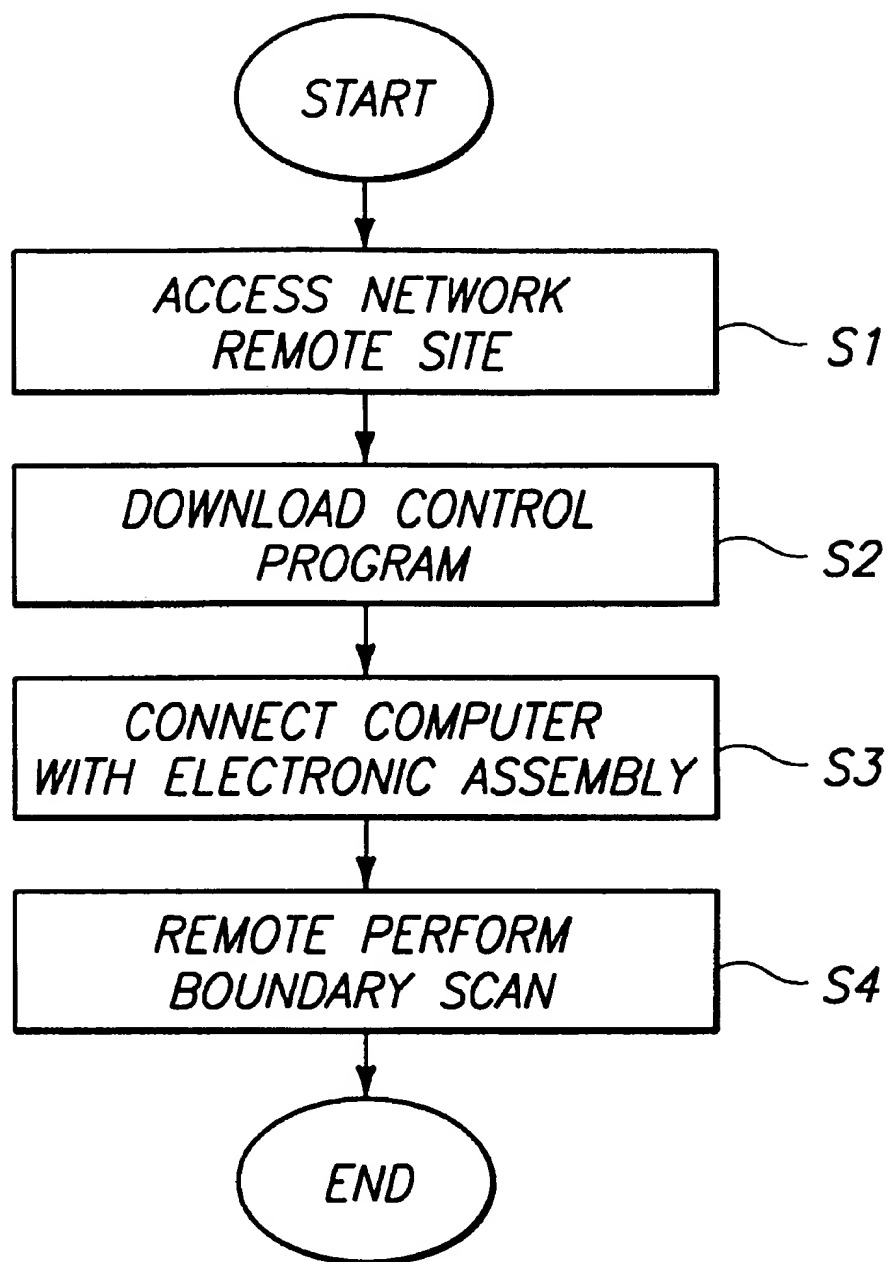 START
ACCESS NETWORK
REMOTE SITE
S1
DOWNLOAD CONTROL
PROGRAM
S2
CONNECT COMPUTER
WITH ELECTRONIC ASSEMBLY
S3
REMOTE PERFORM
BOUNDARY SCAN
S4
END